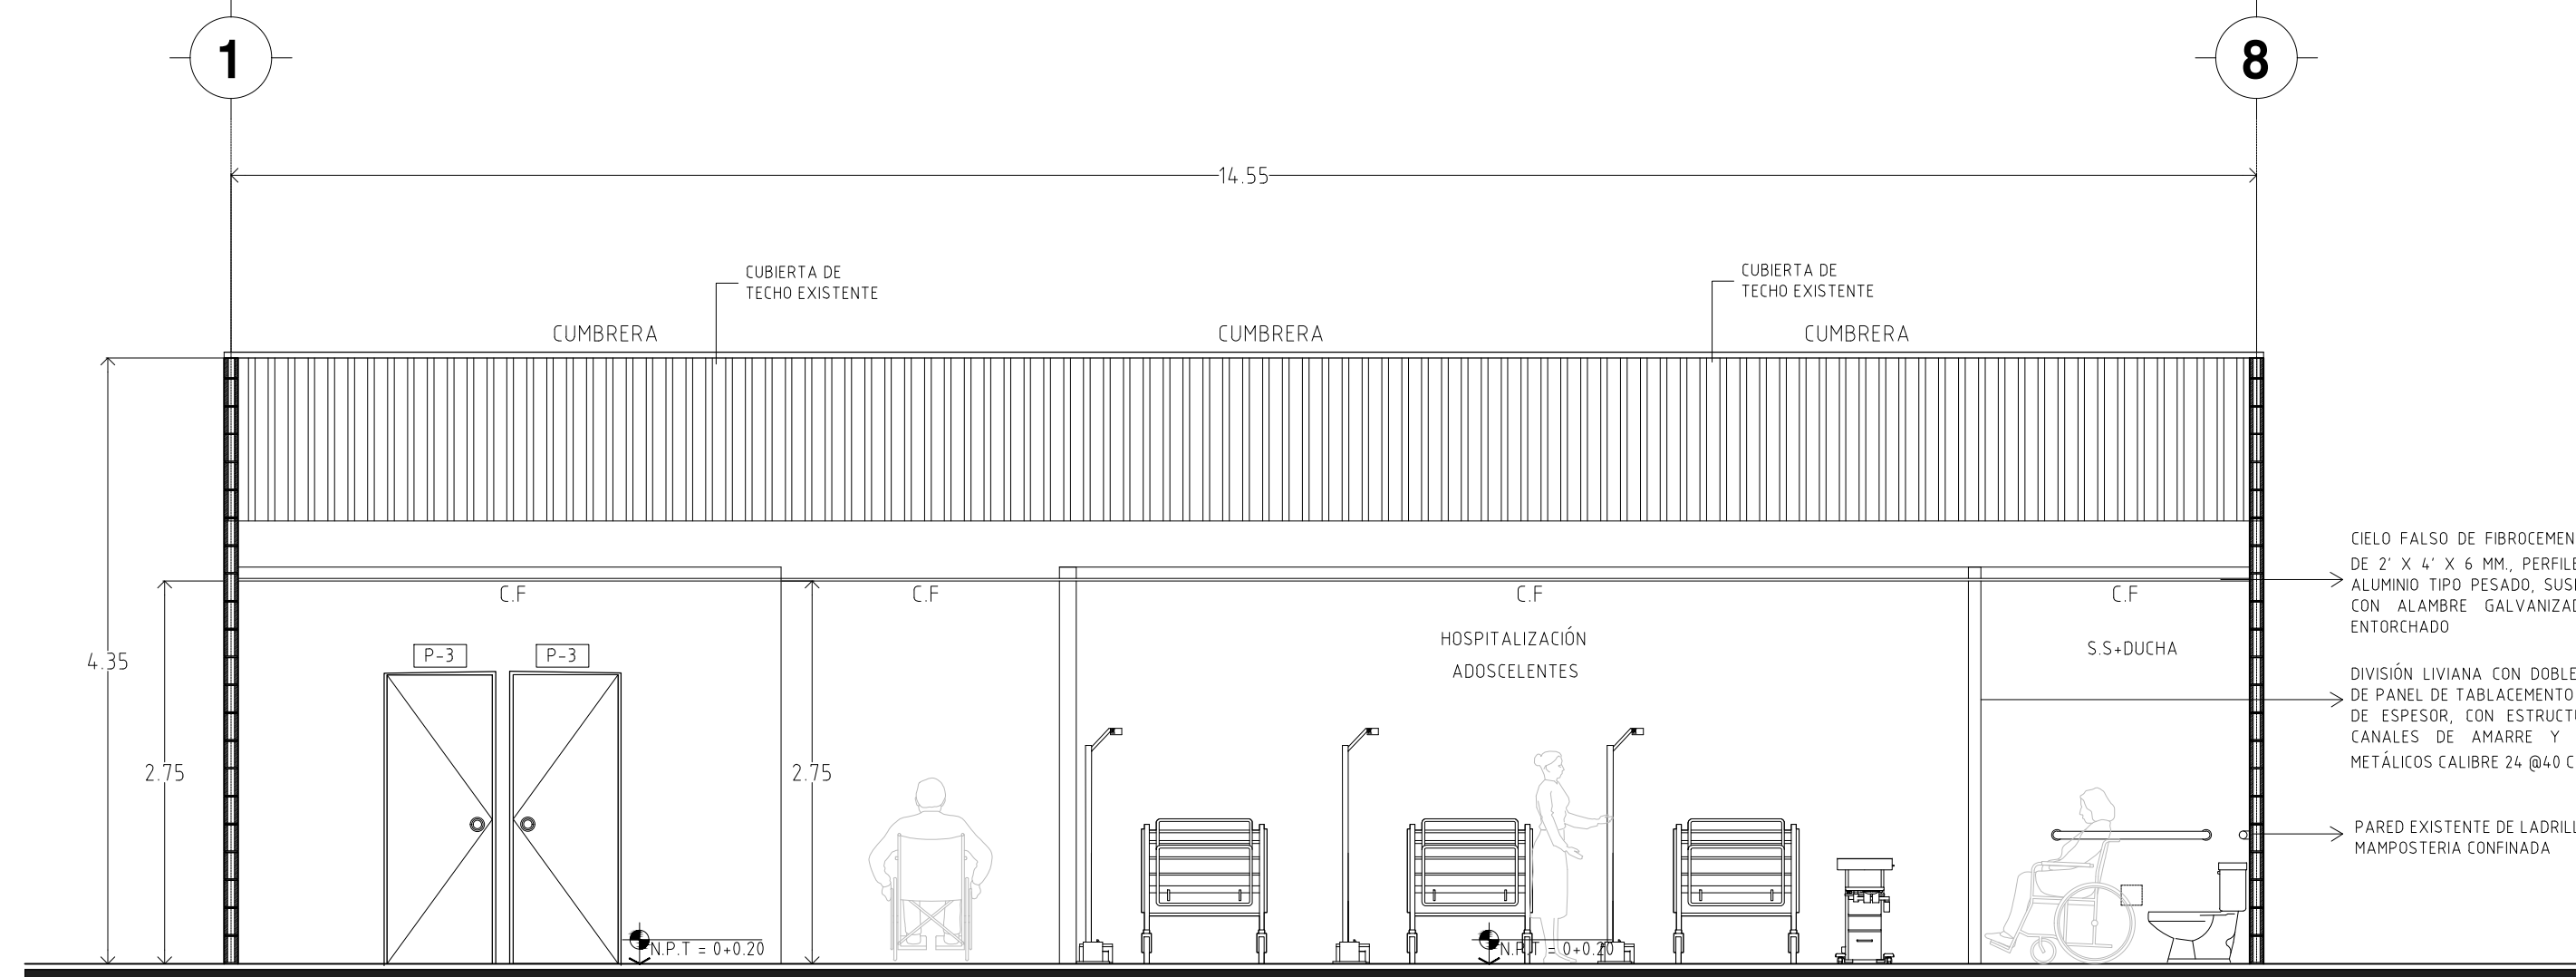 1
8
14.55
CUBIERTA DE
TECHO EXISTENTE
CUBIERTA DE
TECHO EXISTENTE
CUMBRERA
CUMBRERA
CUMBRERA
4.35
2.75
2.75
C.F
C.F
C.F
C.F
P-3
P-3
HOSPITALIZACIÓN
ADOSCELENTES
S.S+DUCHA
N.P.T = 0+0.20
N.P.T = 0+0.20
CIELO FALSO DE FIBROCEMEN
DE 2' X 4' X 6 MM., PERFILE
ALUMINIO TIPO PESADO, SUS
CON ALAMBRE GALVANIZAD
ENTORCHADO
DIVISIÓN LIVIANA CON DOBLE
DE PANEL DE TABLACEMENTO
DE ESPESOR, CON ESTRUCT
CANALES DE AMARRE Y
METÁLICOS CALIBRE 24 @40 C
PARED EXISTENTE DE LADRILL
MAMPOSTERIA CONFINADA